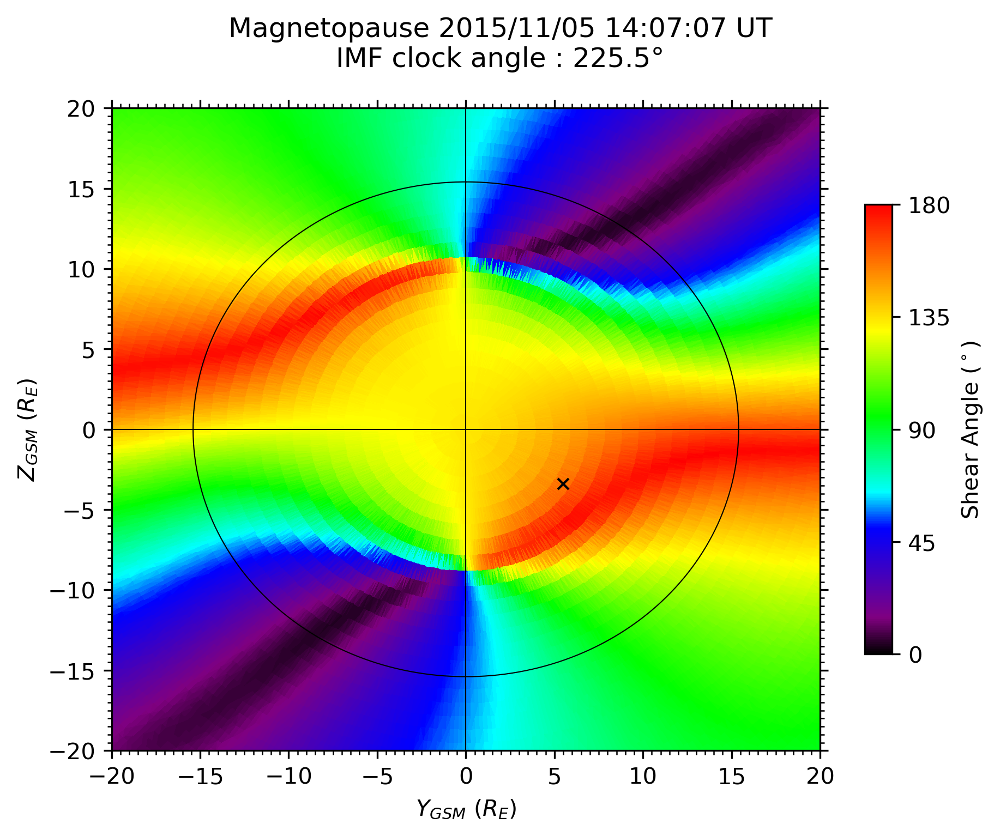 Magnetopause 2015/11/05 14:07:07 UT
IMF clock angle : 225.5°
20
15
10
5
0
−5
−10
−15
−20
Z_GSM (R_E)
−20 −15 −10 −5 0 5 10 15 20
Y_GSM (R_E)
180
135
90
45
0
Shear Angle (°)